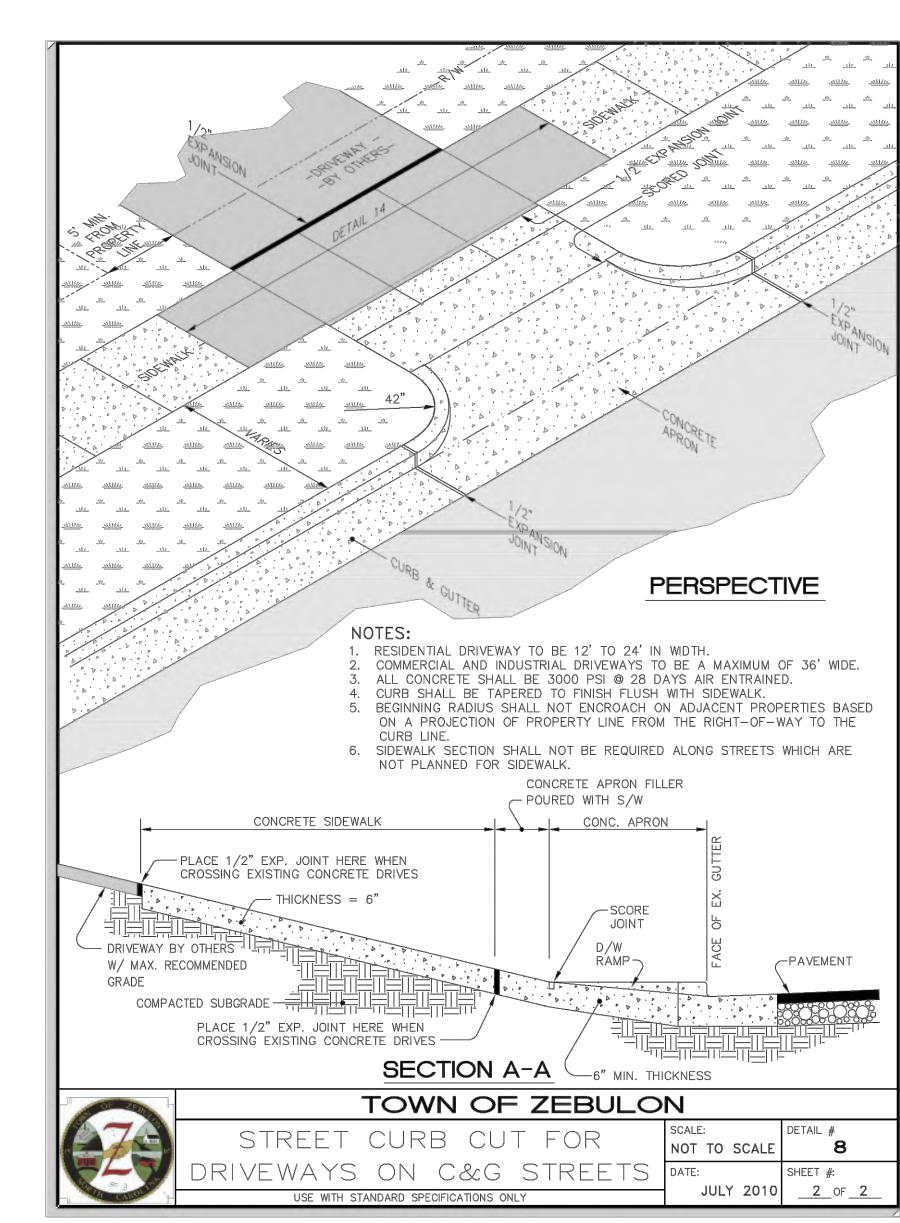 R/W
1/2"
EXPANSION
JOINT
DRIVEWAY
BY OTHERS
SIDEWALK
1/2" EXPANSION JOINT
SCORED JOINT
DETAIL 14
5' MIN.
FROM
PROPERTY
LINE
SIDEWALK
42"
VARIES
1/2"
EXPANSION
JOINT
CONCRETE
APRON
1/2"
EXPANSION
JOINT
CURB & GUTTER
PERSPECTIVE
NOTES:
1. RESIDENTIAL DRIVEWAY TO BE 12' TO 24' IN WIDTH.
2. COMMERCIAL AND INDUSTRIAL DRIVEWAYS TO BE A MAXIMUM OF 36' WIDE.
3. ALL CONCRETE SHALL BE 3000 PSI @ 28 DAYS AIR ENTRAINED.
4. CURB SHALL BE TAPERED TO FINISH FLUSH WITH SIDEWALK.
5. BEGINNING RADIUS SHALL NOT ENCROACH ON ADJACENT PROPERTIES BASED
ON A PROJECTION OF PROPERTY LINE FROM THE RIGHT-OF-WAY TO THE
CURB LINE.
6. SIDEWALK SECTION SHALL NOT BE REQUIRED ALONG STREETS WHICH ARE
NOT PLANNED FOR SIDEWALK.
CONCRETE APRON FILLER
POURED WITH S/W
CONCRETE SIDEWALK
CONC. APRON
FACE OF EX. GUTTER
PLACE 1/2" EXP. JOINT HERE WHEN
CROSSING EXISTING CONCRETE DRIVES
THICKNESS = 6"
SCORE
JOINT
D/W
RAMP
PAVEMENT
DRIVEWAY BY OTHERS
W/ MAX. RECOMMENDED
GRADE
COMPACTED SUBGRADE
PLACE 1/2" EXP. JOINT HERE WHEN
CROSSING EXISTING CONCRETE DRIVES
SECTION A-A
6" MIN. THICKNESS
TOWN OF ZEBULON
TOWN OF ZEBULON
Z
NORTH CAROLINA
STREET CURB CUT FOR
DRIVEWAYS ON C&G STREETS
USE WITH STANDARD SPECIFICATIONS ONLY
SCALE:
NOT TO SCALE
DETAIL #
8
DATE:
JULY 2010
SHEET #:
2 OF 2